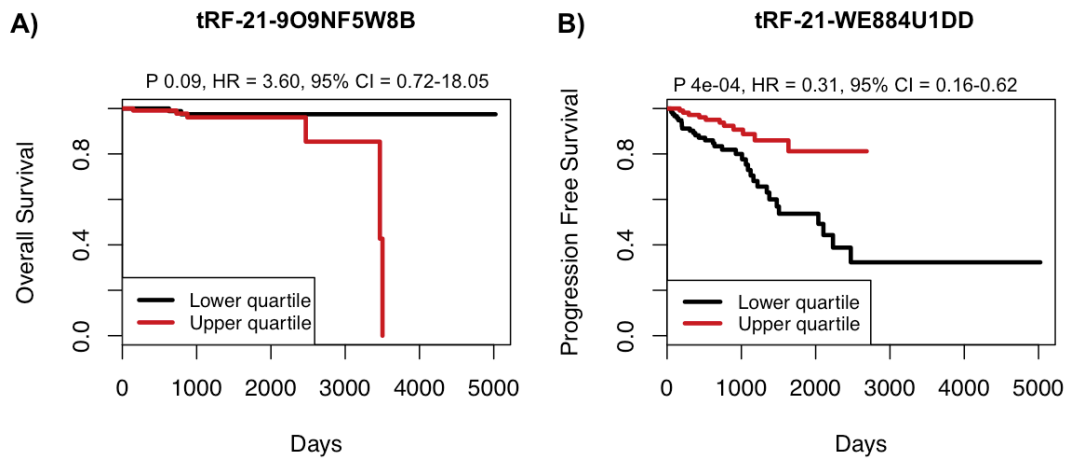 A)
tRF-21-9O9NF5W8B
P 0.09, HR = 3.60, 95% CI = 0.72-18.05
Overall Survival
0.8
0.4
0.0
Lower quartile
Upper quartile
0 1000 2000 3000 4000 5000
Days
B)
tRF-21-WE884U1DD
P 4e-04, HR = 0.31, 95% CI = 0.16-0.62
Progression Free Survival
0.8
0.4
0.0
Lower quartile
Upper quartile
0 1000 2000 3000 4000 5000
Days